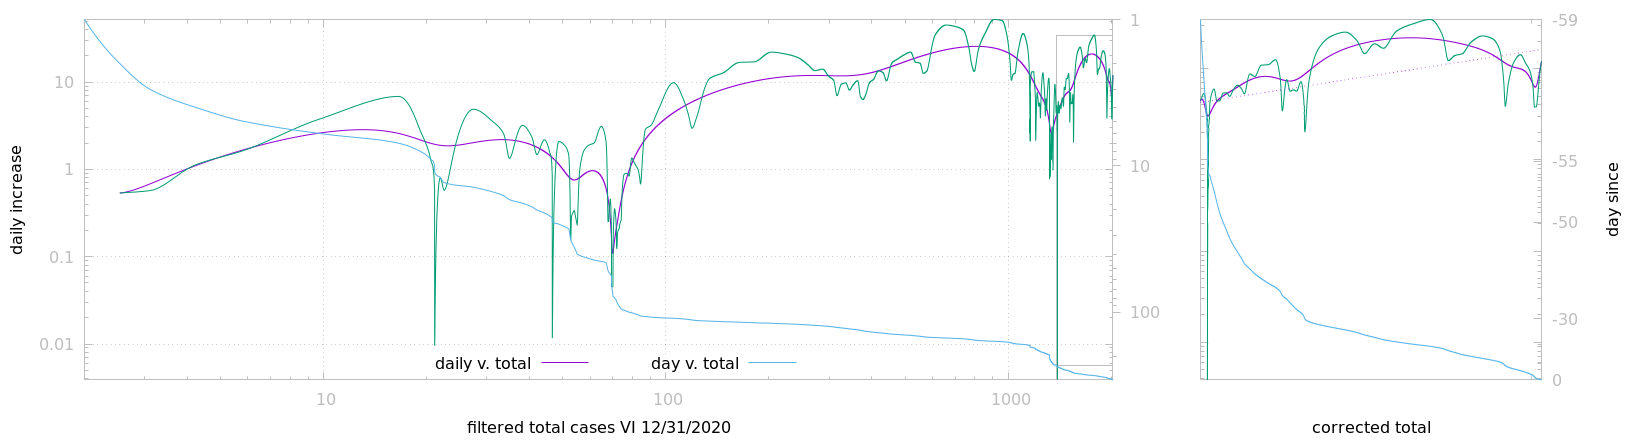 1
-59
10
daily increase
1
10
-55
-50
day since
0.1
100
-30
0.01
daily v. total
day v. total
0
10
100
1000
filtered total cases VI 12/31/2020
corrected total